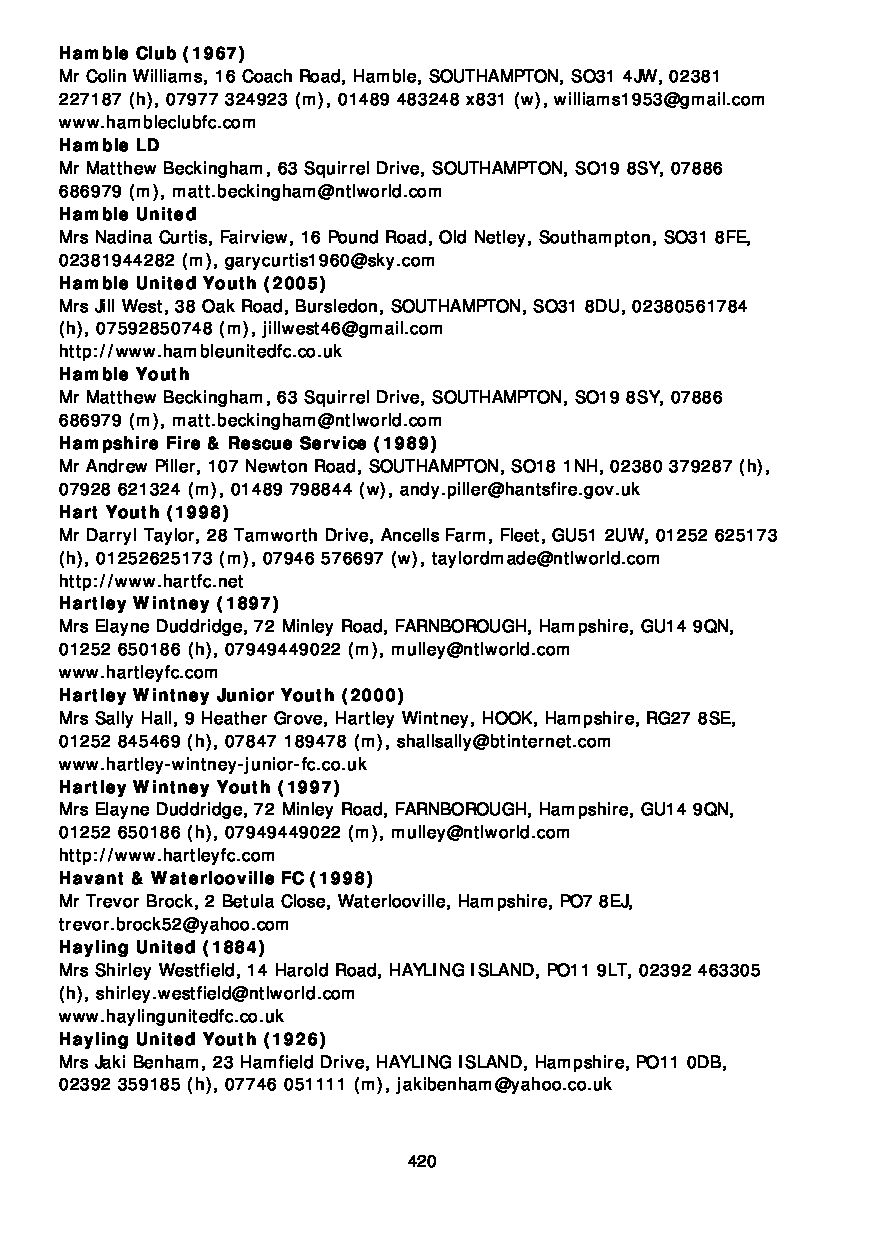 Hamble Club (1967)
Mr Colin Williams, 16 Coach Road, Hamble, SOUTHAMPTON, SO31 4JW, 02381
227187 (h), 07977 324923 (m), 01489 483248 x831 (w), williams1953@gmail.com
www.hambleclubfc.com
Hamble LD
Mr Matthew Beckingham, 63 Squirrel Drive, SOUTHAMPTON, SO19 8SY, 07886
686979 (m), matt.beckingham@ntlworld.com
Hamble United
Mrs Nadina Curtis, Fairview, 16 Pound Road, Old Netley, Southampton, SO31 8FE,
02381944282 (m), garycurtis1960@sky.com
Hamble United Youth (2005)
Mrs Jill West, 38 Oak Road, Bursledon, SOUTHAMPTON, SO31 8DU, 02380561784
(h), 07592850748 (m), jillwest46@gmail.com
http://www.hambleunitedfc.co.uk
Hamble Youth
Mr Matthew Beckingham, 63 Squirrel Drive, SOUTHAMPTON, SO19 8SY, 07886
686979 (m), matt.beckingham@ntlworld.com
Hampshire Fire & Rescue Service (1989)
Mr Andrew Piller, 107 Newton Road, SOUTHAMPTON, SO18 1NH, 02380 379287 (h),
07928 621324 (m), 01489 798844 (w), andy.piller@hantsfire.gov.uk
Hart Youth (1998)
Mr Darryl Taylor, 28 Tamworth Drive, Ancells Farm, Fleet, GU51 2UW, 01252 625173
(h), 01252625173 (m), 07946 576697 (w), taylordmade@ntlworld.com
http://www.hartfc.net
Hartley Wintney (1897)
Mrs Elayne Duddridge, 72 Minley Road, FARNBOROUGH, Hampshire, GU14 9QN,
01252 650186 (h), 07949449022 (m), mulley@ntlworld.com
www.hartleyfc.com
Hartley Wintney Junior Youth (2000)
Mrs Sally Hall, 9 Heather Grove, Hartley Wintney, HOOK, Hampshire, RG27 8SE,
01252 845469 (h), 07847 189478 (m), shallsally@btinternet.com
www.hartley-wintney-junior-fc.co.uk
Hartley Wintney Youth (1997)
Mrs Elayne Duddridge, 72 Minley Road, FARNBOROUGH, Hampshire, GU14 9QN,
01252 650186 (h), 07949449022 (m), mulley@ntlworld.com
http://www.hartleyfc.com
Havant & Waterlooville FC (1998)
Mr Trevor Brock, 2 Betula Close, Waterlooville, Hampshire, PO7 8EJ,
trevor.brock52@yahoo.com
Hayling United (1884)
Mrs Shirley Westfield, 14 Harold Road, HAYLING ISLAND, PO11 9LT, 02392 463305
(h), shirley.westfield@ntlworld.com
www.haylingunitedfc.co.uk
Hayling United Youth (1926)
Mrs Jaki Benham, 23 Hamfield Drive, HAYLING ISLAND, Hampshire, PO11 0DB,
02392 359185 (h), 07746 051111 (m), jakibenham@yahoo.co.uk
420